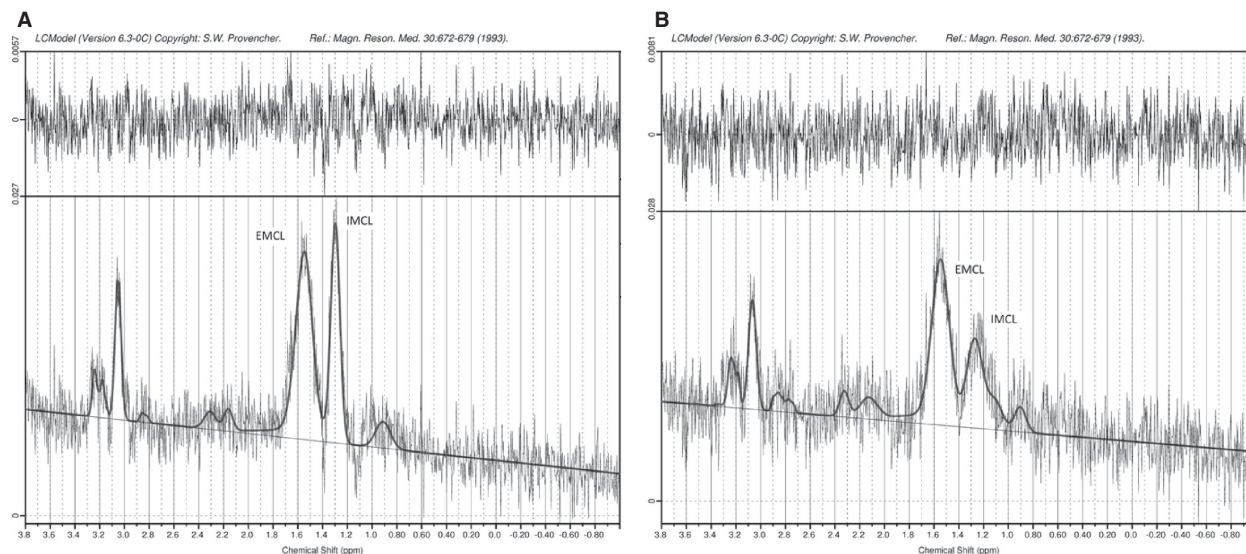 A
LCModel (Version 6.3-0C) Copyright: S.W. Provencher. Ref.: Magn. Reson. Med. 30:672-679 (1993).
0.0057
0
0.027
EMCL
IMCL
0
3.8 3.6 3.4 3.2 3.0 2.8 2.6 2.4 2.2 2.0 1.8 1.6 1.4 1.2 1.0 0.80 0.60 0.40 0.20 0.0 -0.20 -0.40 -0.60 -0.80
Chemical Shift (ppm)
B
LCModel (Version 6.3-0C) Copyright: S.W. Provencher. Ref.: Magn. Reson. Med. 30:672-679 (1993).
0.0081
0
0.028
EMCL
IMCL
0
3.8 3.6 3.4 3.2 3.0 2.8 2.6 2.4 2.2 2.0 1.8 1.6 1.4 1.2 1.0 0.80 0.60 0.40 0.20 0.0 -0.20 -0.40 -0.60 -0.80
Chemical Shift (ppm)